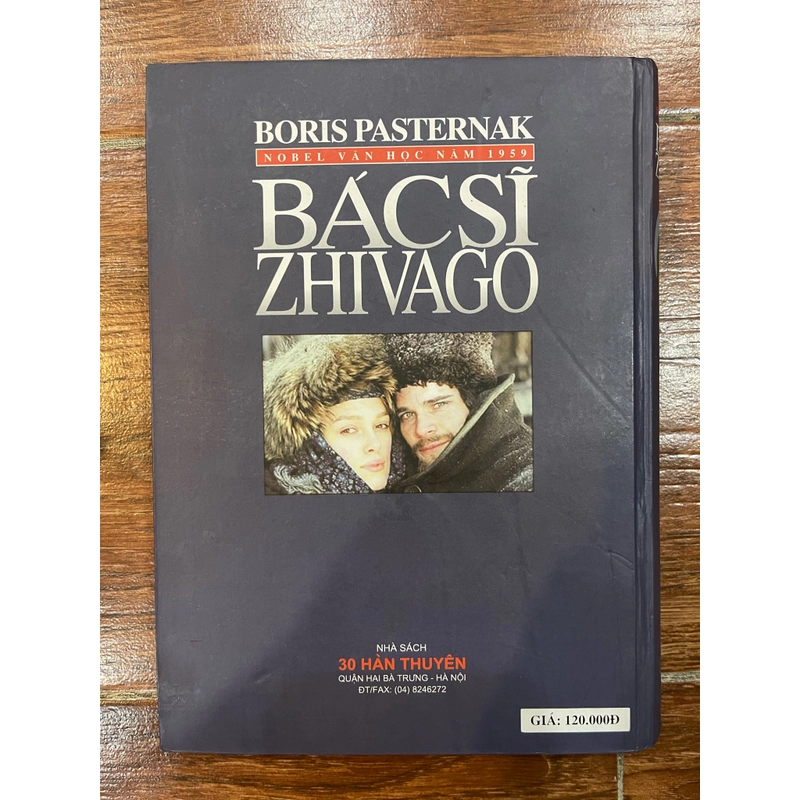 BORIS PASTERNAK
NOBEL VĂN HỌC NĂM 1959
BÁC SĨ
ZHIVAGO
NHÀ SÁCH
30 HÀN THUYÊN
QUẬN HAI BÀ TRƯNG - HÀ NỘI
ĐT/FAX: (04) 8246272
GIÁ: 120.000Đ